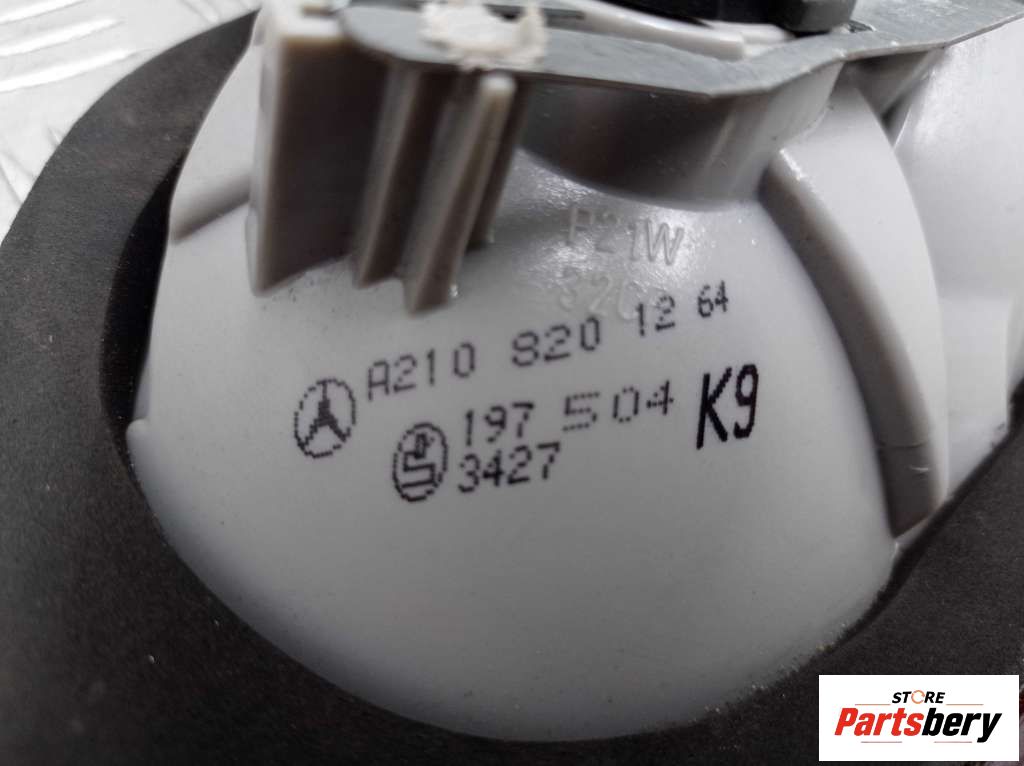 P21W
A210 820 12 64
197 504 K9
3427
STORE
Partsbery